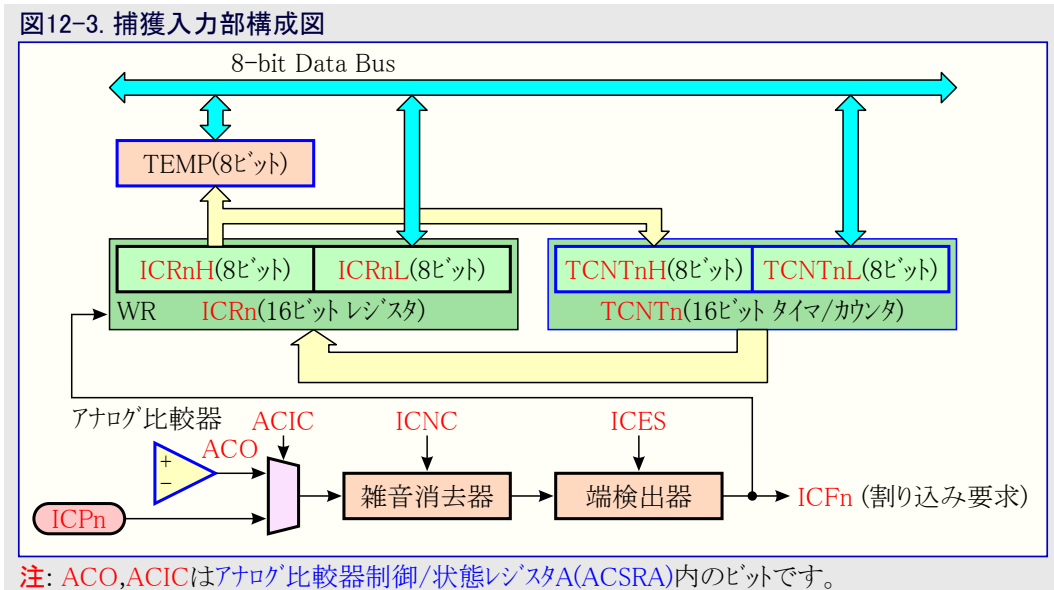 図12-3. 捕獲入力部構成図
8-bit Data Bus
TEMP(8ビット)
ICRnH(8ビット) ICRnL(8ビット) TCNTnH(8ビット) TCNTnL(8ビット)
WR ICRn(16ビット レジスタ) TCNTn(16ビット タイマ/カウンタ)
アナログ比較器 ACIC ICNC ICES
ACO
+
−
雑音消去器 端検出器 ICFn (割り込み要求)
ICPn
注: ACO,ACICはアナログ比較器制御/状態レジスタA(ACSRA)内のビットです。